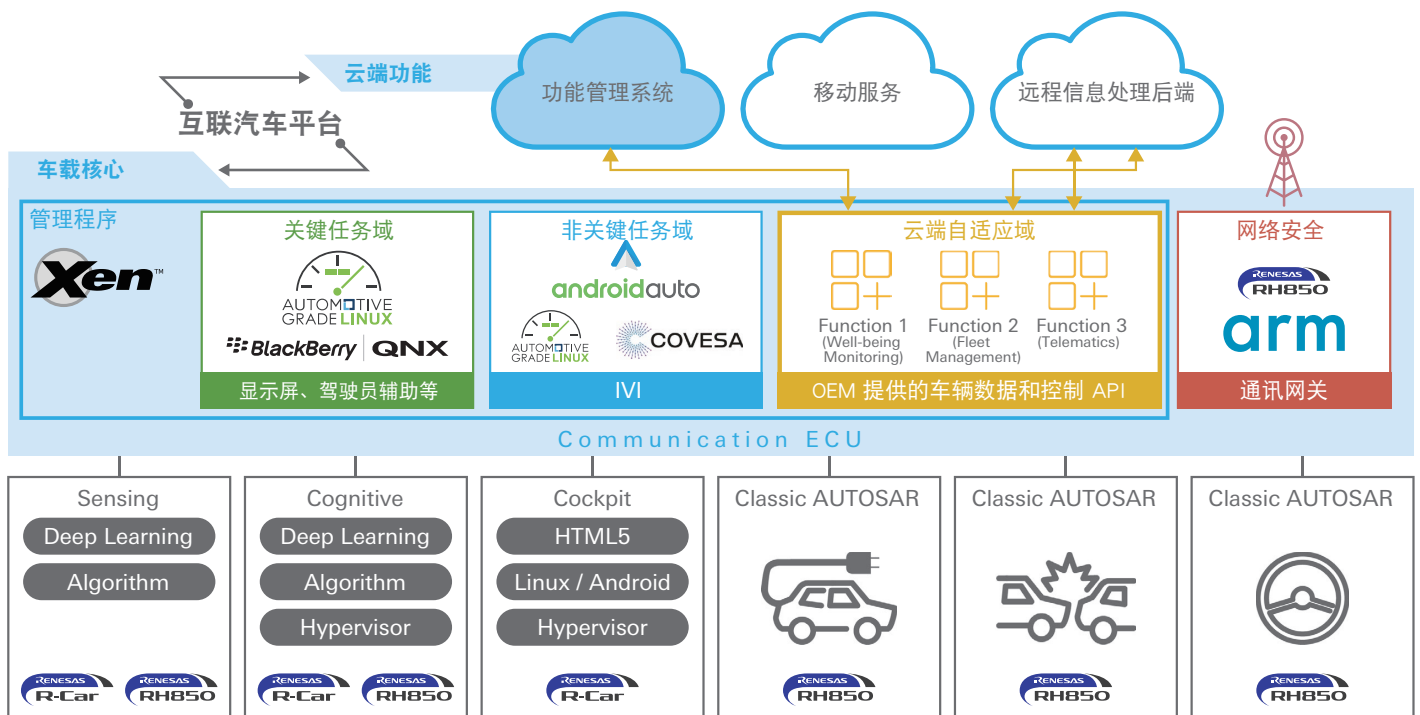 云端功能
互联汽车平台
功能管理系统
移动服务
远程信息处理后端
车载核心
管理程序
Xen™
关键任务域
AUTOMOTIVE
GRADE LINUX
BlackBerry QNX
显示屏、驾驶员辅助等
非关键任务域
androidauto
AUTOMOTIVE
GRADE LINUX
COVESA
IVI
云端自适应域
Function 1
(Well-being
Monitoring)
Function 2
(Fleet
Management)
Function 3
(Telematics)
OEM 提供的车辆数据和控制 API
网络安全
RENESAS
RH850
arm
通讯网关
Communication ECU
Sensing
Deep Learning
Algorithm
RENESAS
R-Car
RENESAS
RH850
Cognitive
Deep Learning
Algorithm
Hypervisor
RENESAS
R-Car
RENESAS
RH850
Cockpit
HTML5
Linux / Android
Hypervisor
RENESAS
R-Car
Classic AUTOSAR
RENESAS
RH850
Classic AUTOSAR
RENESAS
RH850
Classic AUTOSAR
RENESAS
RH850